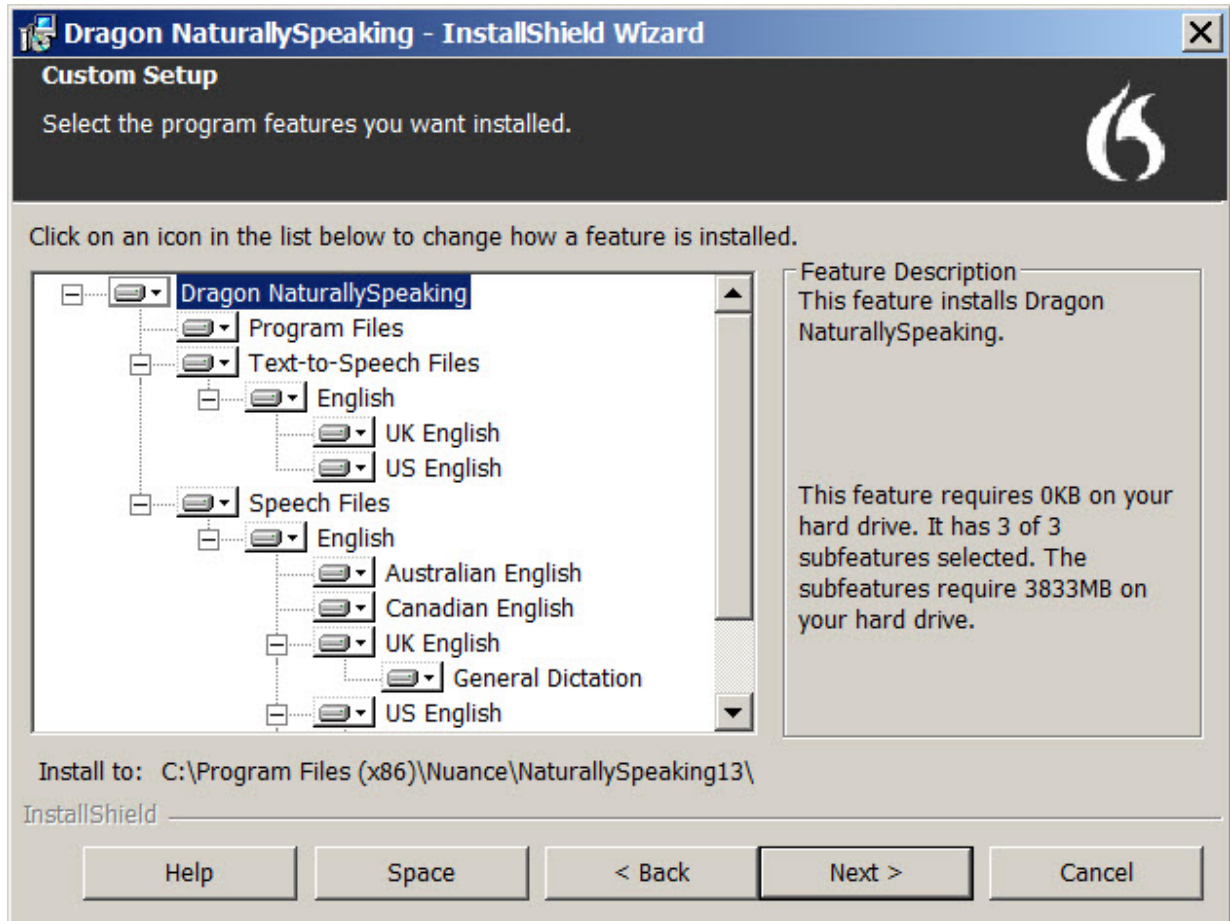 Dragon NaturallySpeaking - InstallShield Wizard
Custom Setup
Select the program features you want installed.
Click on an icon in the list below to change how a feature is installed.
Dragon NaturallySpeaking
Program Files
Text-to-Speech Files
English
UK English
US English
Speech Files
English
Australian English
Canadian English
UK English
General Dictation
US English
Feature Description
This feature installs Dragon
NaturallySpeaking.
This feature requires 0KB on your
hard drive. It has 3 of 3
subfeatures selected. The
subfeatures require 3833MB on
your hard drive.
Install to: C:\Program Files (x86)\Nuance\NaturallySpeaking13\
InstallShield
Help Space < Back Next > Cancel